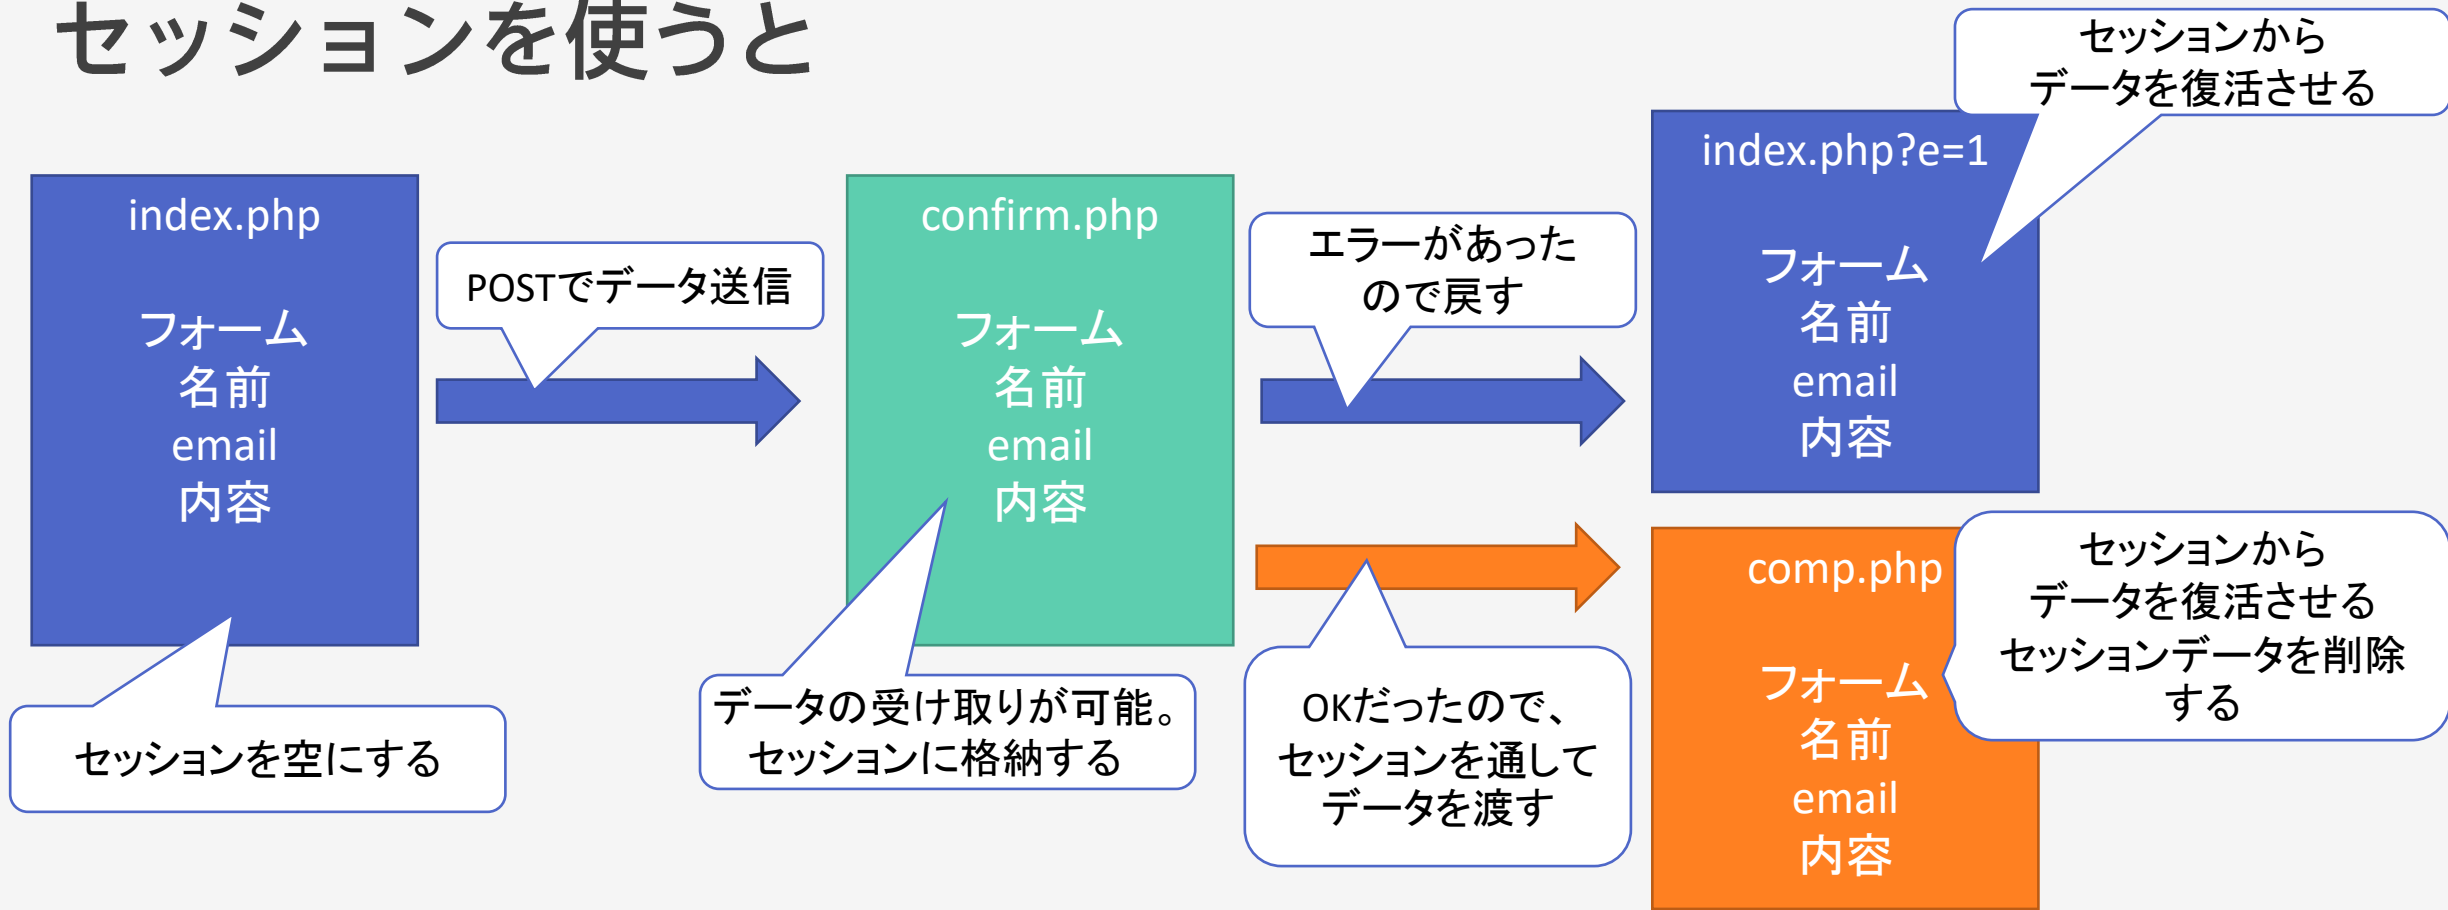 セッションを使うと
index.php
フォーム
名前
email
内容
セッションを空にする
POSTでデータ送信
confirm.php
フォーム
名前
email
内容
データの受け取りが可能。
セッションに格納する
エラーがあった
ので戻す
OKだったので、
セッションを通して
データを渡す
index.php?e=1
フォーム
名前
email
内容
セッションから
データを復活させる
comp.php
フォーム
名前
email
内容
セッションから
データを復活させる
セッションデータを削除
する